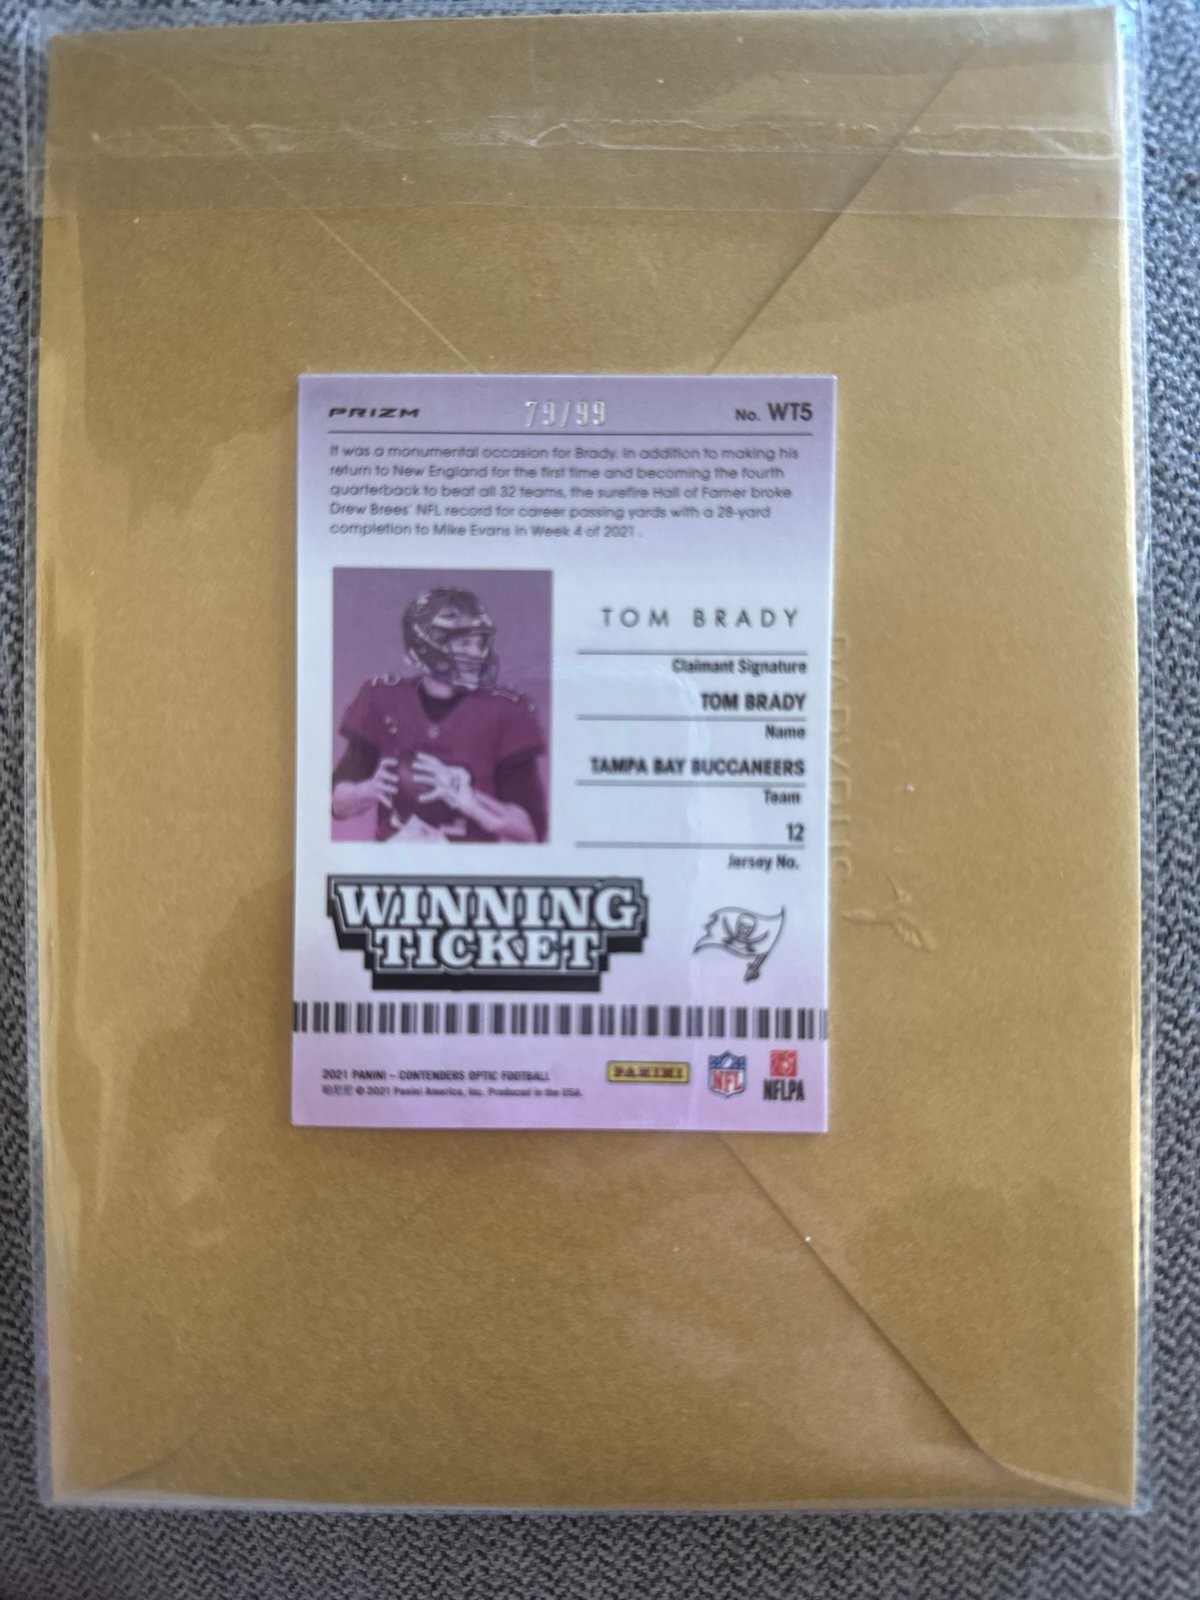 PRIZM
79/99
No. WT5
It was a monumental occasion for Brady. In addition to making his
return to New England for the first time and becoming the fourth
quarterback to beat all 32 teams, the surefire Hall of Famer broke
Drew Brees' NFL record for career passing yards with a 28-yard
completion to Mike Evans in Week 4 of 2021.
TOM BRADY
Claimant Signature
TOM BRADY
Name
TAMPA BAY BUCCANEERS
Team
12
Jersey No.
WINNING
TICKET
2021 PANINI – CONTENDERS OPTIC FOOTBALL
© 2021 Panini America, Inc. Produced in the USA.
PANINI
NFL
NFLPA